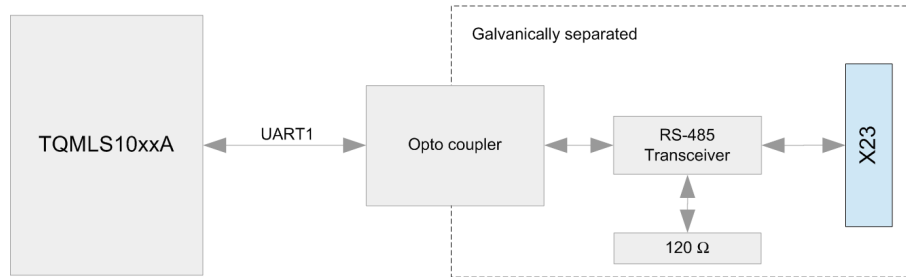 Galvanically separated
TQMLS10xxA
UART1
Opto coupler
RS-485
Transceiver
X23
120 Ω